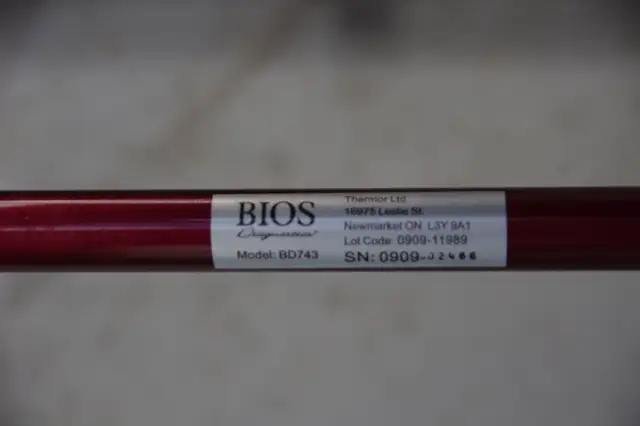 BIOS
Diagnostics
Model: BD743
Thermor Ltd.
16975 Leslie St.
Newmarket ON L3Y 9A1
Lot Code: 0909-11989
SN: 0909-02466